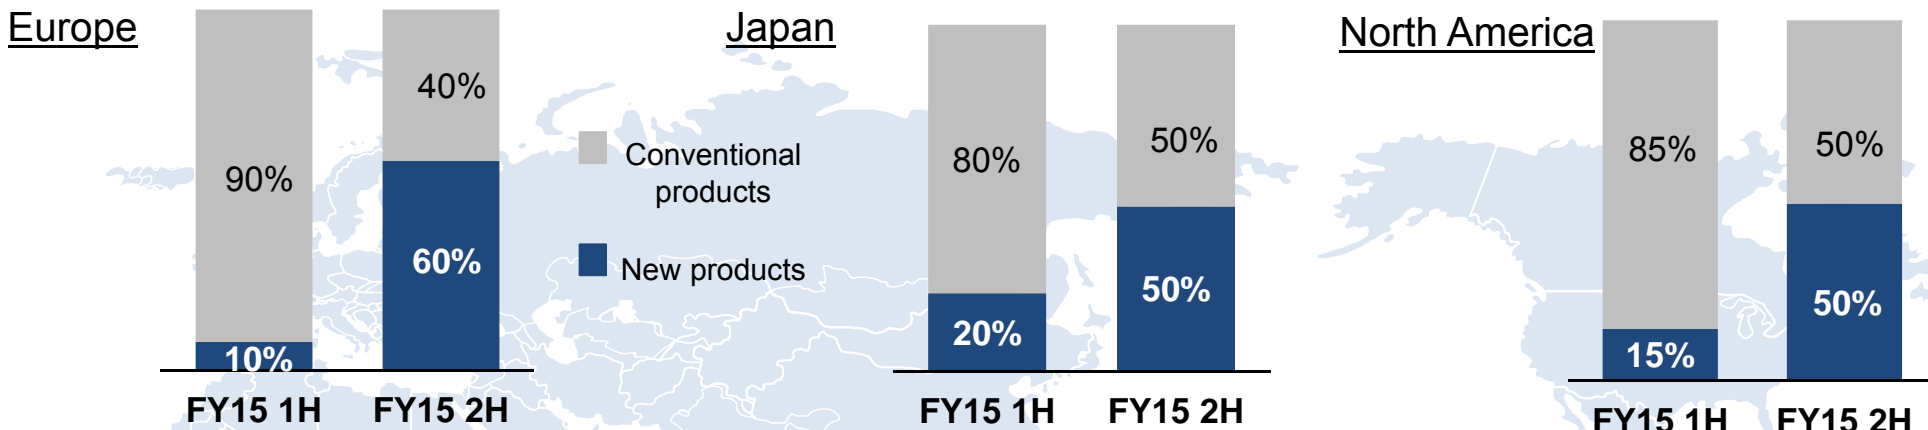 Europe
90%
10%
40%
60%
FY15 1H
FY15 2H
Conventional
products
New products
Japan
80%
20%
50%
50%
FY15 1H
FY15 2H
North America
85%
15%
50%
50%
FY15 1H
FY15 2H